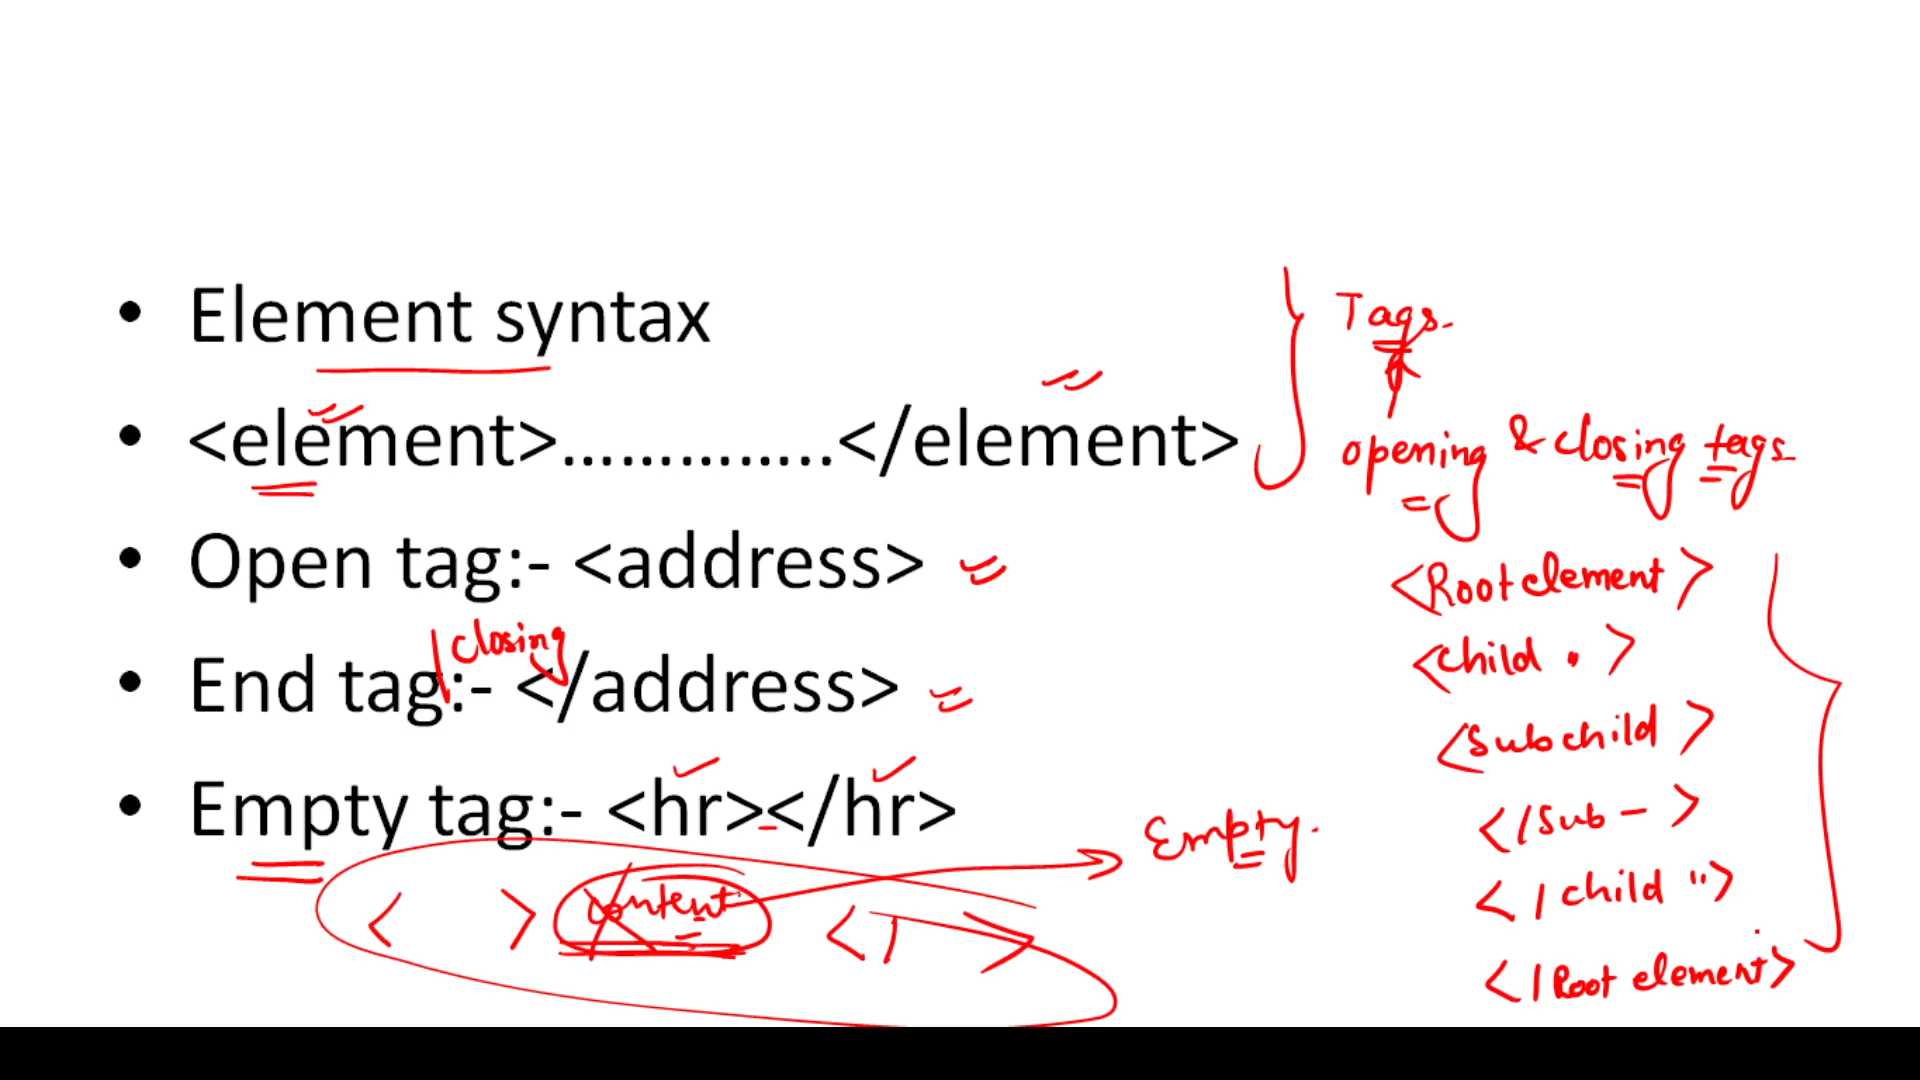 • Element syntax
Tags.
• <element>..............</element>
opening & closing tags
• Open tag:- <address>
<Root element>
closing
<child . >
• End tag:- </address>
<Subchild >
• Empty tag:- <hr></hr>
Empty.
</Sub - >
</child ">
< > content </ >
</Root element>